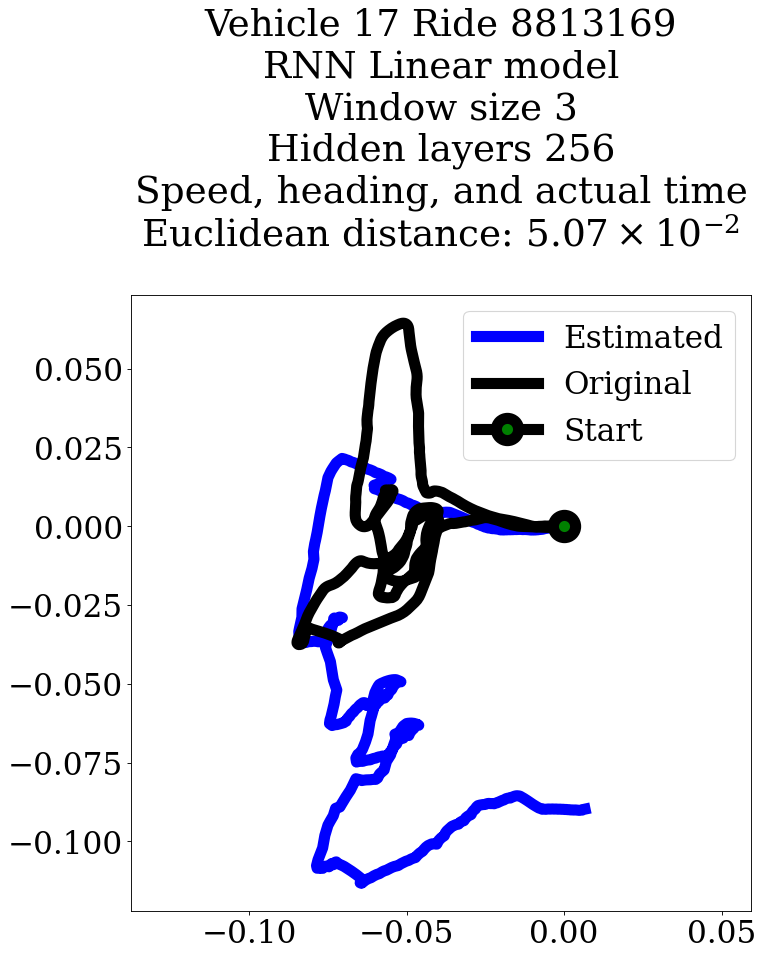 Vehicle 17 Ride 8813169
RNN Linear model
Window size 3
Hidden layers 256
Speed, heading, and actual time
Euclidean distance: 5.07 × 10⁻²
Estimated
Original
Start
0.050
0.025
0.000
−0.025
−0.050
−0.075
−0.100
−0.10 −0.05 0.00 0.05